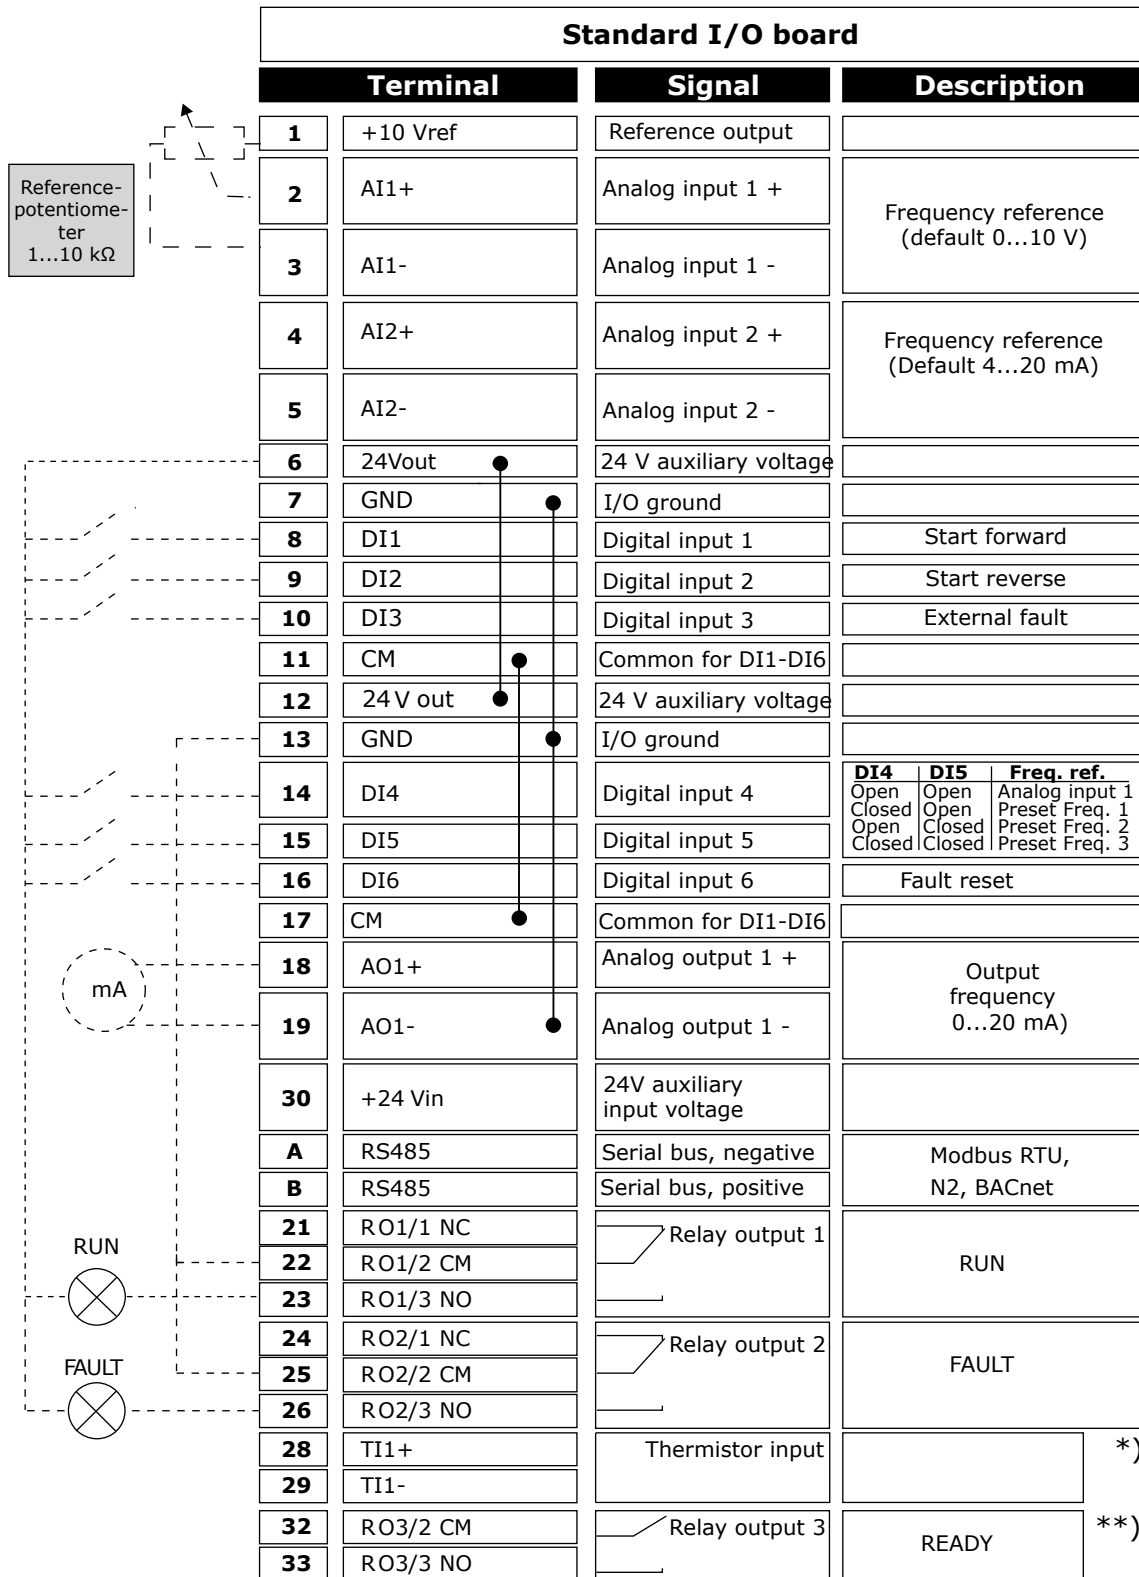 Standard I/O board
Terminal Signal Description
1 +10 Vref Reference output
2 AI1+ Analog input 1 +
Frequency reference
(default 0...10 V)
3 AI1- Analog input 1 -
Reference-
potentiome-
ter
1...10 kΩ
4 AI2+ Analog input 2 +
Frequency reference
(Default 4...20 mA)
5 AI2- Analog input 2 -
6 24Vout 24 V auxiliary voltage
7 GND I/O ground
8 DI1 Digital input 1 Start forward
9 DI2 Digital input 2 Start reverse
10 DI3 Digital input 3 External fault
11 CM Common for DI1-DI6
12 24 V out 24 V auxiliary voltage
13 GND I/O ground
14 DI4 Digital input 4
DI4 DI5 Freq. ref.
Open Open Analog input 1
Closed Open Preset Freq. 1
Open Closed Preset Freq. 2
Closed Closed Preset Freq. 3
15 DI5 Digital input 5
16 DI6 Digital input 6 Fault reset
17 CM Common for DI1-DI6
18 AO1+ Analog output 1 +
Output
frequency
0...20 mA)
mA
19 AO1- Analog output 1 -
30 +24 Vin 24V auxiliary
input voltage
A RS485 Serial bus, negative
Modbus RTU,
B RS485 Serial bus, positive
N2, BACnet
21 RO1/1 NC Relay output 1
RUN
22 RO1/2 CM RUN
23 RO1/3 NO
24 RO2/1 NC Relay output 2
FAULT
25 RO2/2 CM FAULT
26 RO2/3 NO
28 TI1+ Thermistor input *)
29 TI1-
32 RO3/2 CM Relay output 3 READY **)
33 RO3/3 NO